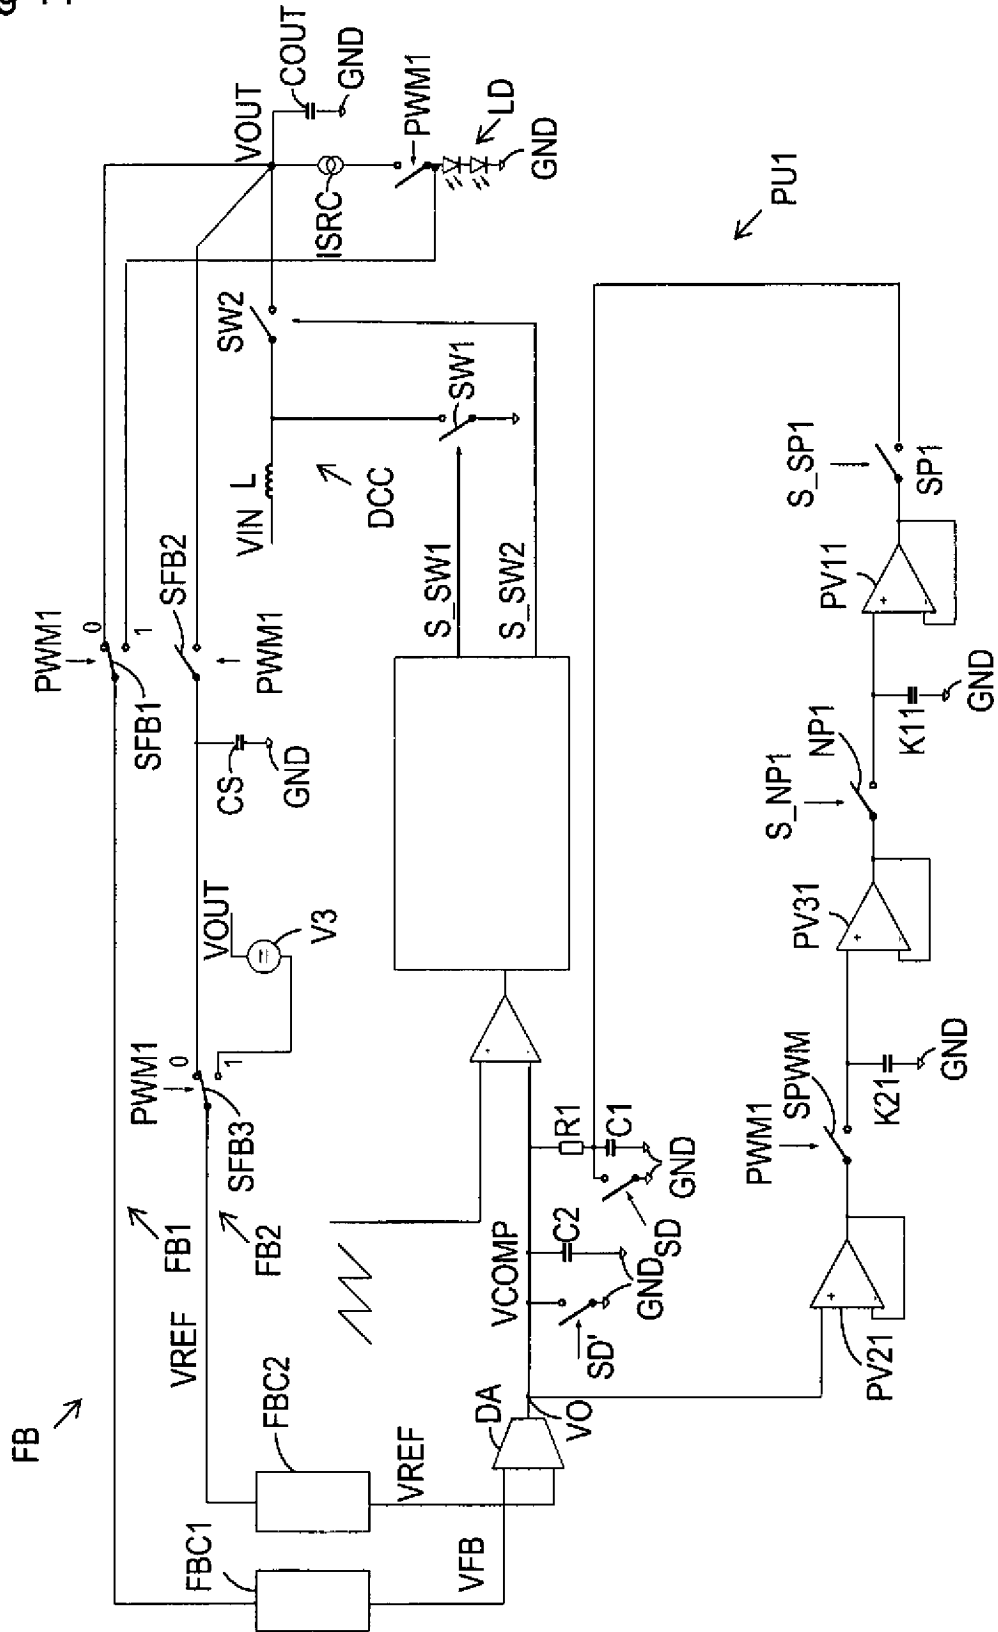 FB
PWM1
0
1
SFB1
FB1
FBC1
PWM1
0
1
SFB3
FB2
VREF
FBC2
VREF
VFB
VOUT
V3
CS
GND
SFB2
PWM1
VIN
L
SW2
DCC
SW1
VOUT
COUT
GND
ISRC
PWM1
LD
GND
S_SW1
S_SW2
DA
VO
VCOMP
SD'
C2
GND
SD
R1
C1
GND
PU1
PV21
PWM1
SPWM
K21
GND
PV31
S_NP1
NP1
K11
GND
PV11
S_SP1
SP1